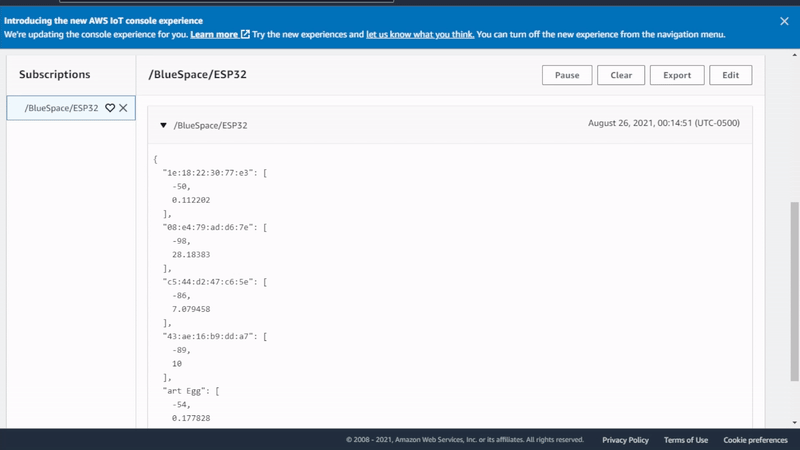 Introducing the new AWS IoT console experience
We're updating the console experience for you. Learn more Try the new experiences and let us know what you think. You can turn off the new experience from the navigation menu.
Subscriptions
/BlueSpace/ESP32
Pause
Clear
Export
Edit
/BlueSpace/ESP32
/BlueSpace/ESP32
August 26, 2021, 00:14:51 (UTC-0500)
{
"1e:18:22:30:77:e3": [
-50,
0.112202
],
"08:e4:79:ad:d6:7e": [
-98,
28.18383
],
"c5:44:d2:47:c6:5e": [
-86,
7.079458
],
"43:ae:16:b9:dd:a7": [
-89,
10
],
"art Egg": [
-54,
0.177828
© 2008 - 2021, Amazon Web Services, Inc. or its affiliates. All rights reserved.
Privacy Policy
Terms of Use
Cookie preferences